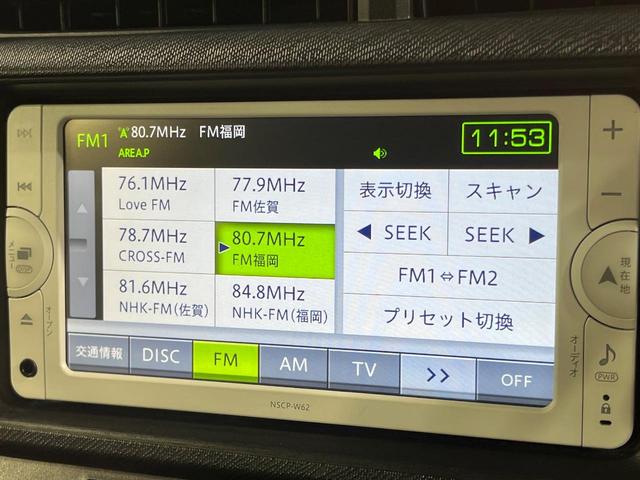 FM1 A 80.7MHz FM福岡
AREA.P
11:53
76.1MHz
Love FM
77.9MHz
FM佐賀
表示切換
スキャン
78.7MHz
CROSS-FM
80.7MHz
FM福岡
SEEK
SEEK
81.6MHz
NHK-FM(佐賀)
84.8MHz
NHK-FM(福岡)
FM1⇔FM2
プリセット切換
交通情報
DISC
FM
AM
TV
>>
OFF
メニュー
オープン
現在地
オーディオ
PWR
NSCP-W62